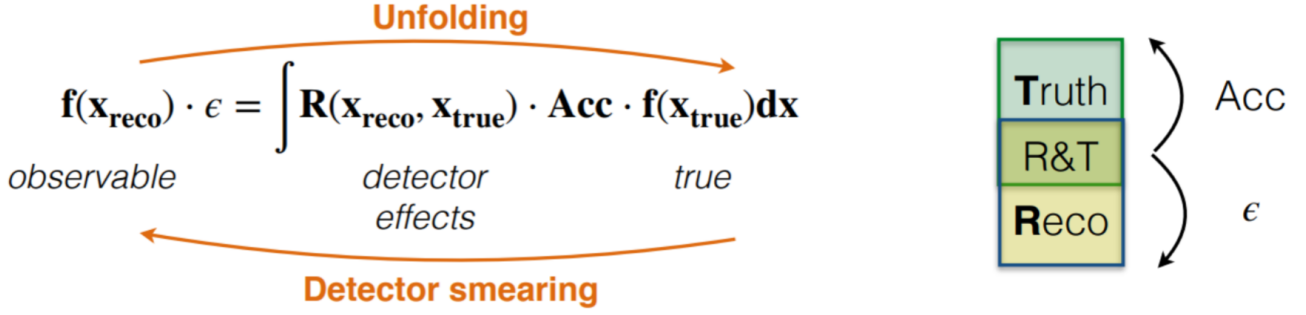 Unfolding
f(x_reco) · ϵ = ∫ R(x_reco, x_true) · Acc · f(x_true)dx
observable
detector
effects
true
Detector smearing
Truth
R&T
Reco
Acc
ϵ